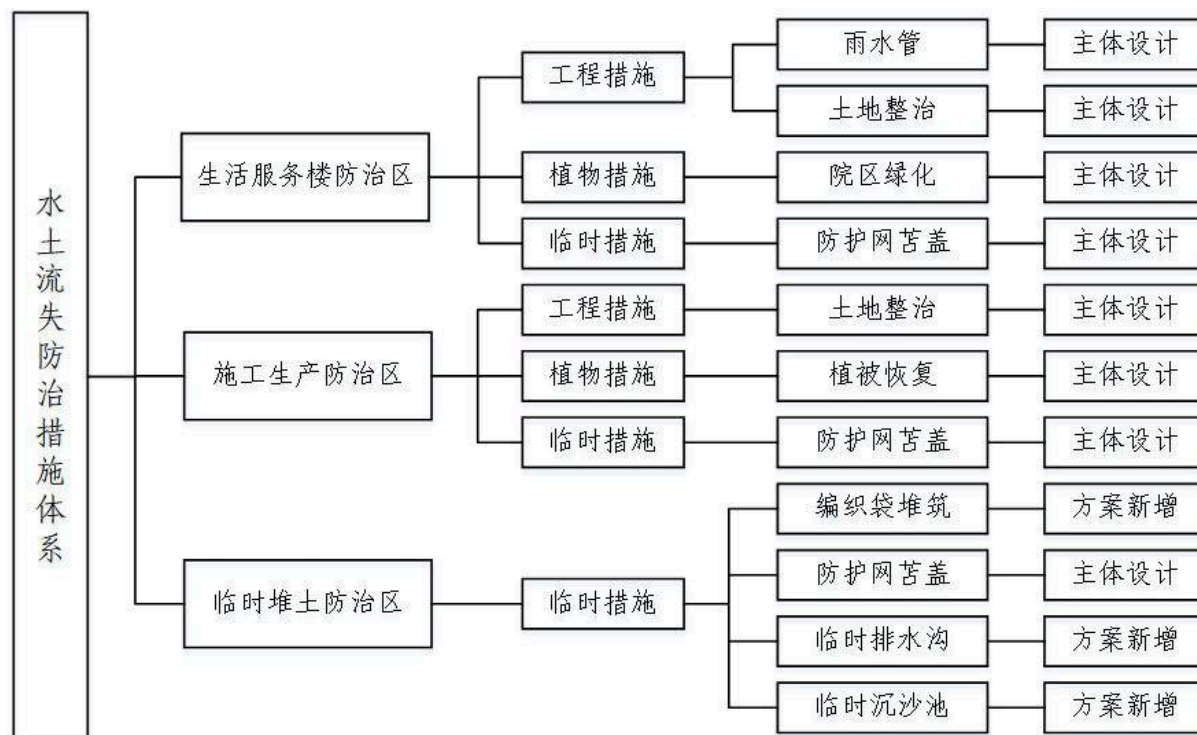 水土流失防治措施体系
生活服务楼防治区
工程措施
雨水管
主体设计
土地整治
主体设计
植物措施
院区绿化
主体设计
临时措施
防护网苫盖
主体设计
施工生产防治区
工程措施
土地整治
主体设计
植物措施
植被恢复
主体设计
临时措施
防护网苫盖
主体设计
临时堆土防治区
临时措施
编织袋堆筑
方案新增
防护网苫盖
主体设计
临时排水沟
方案新增
临时沉沙池
方案新增